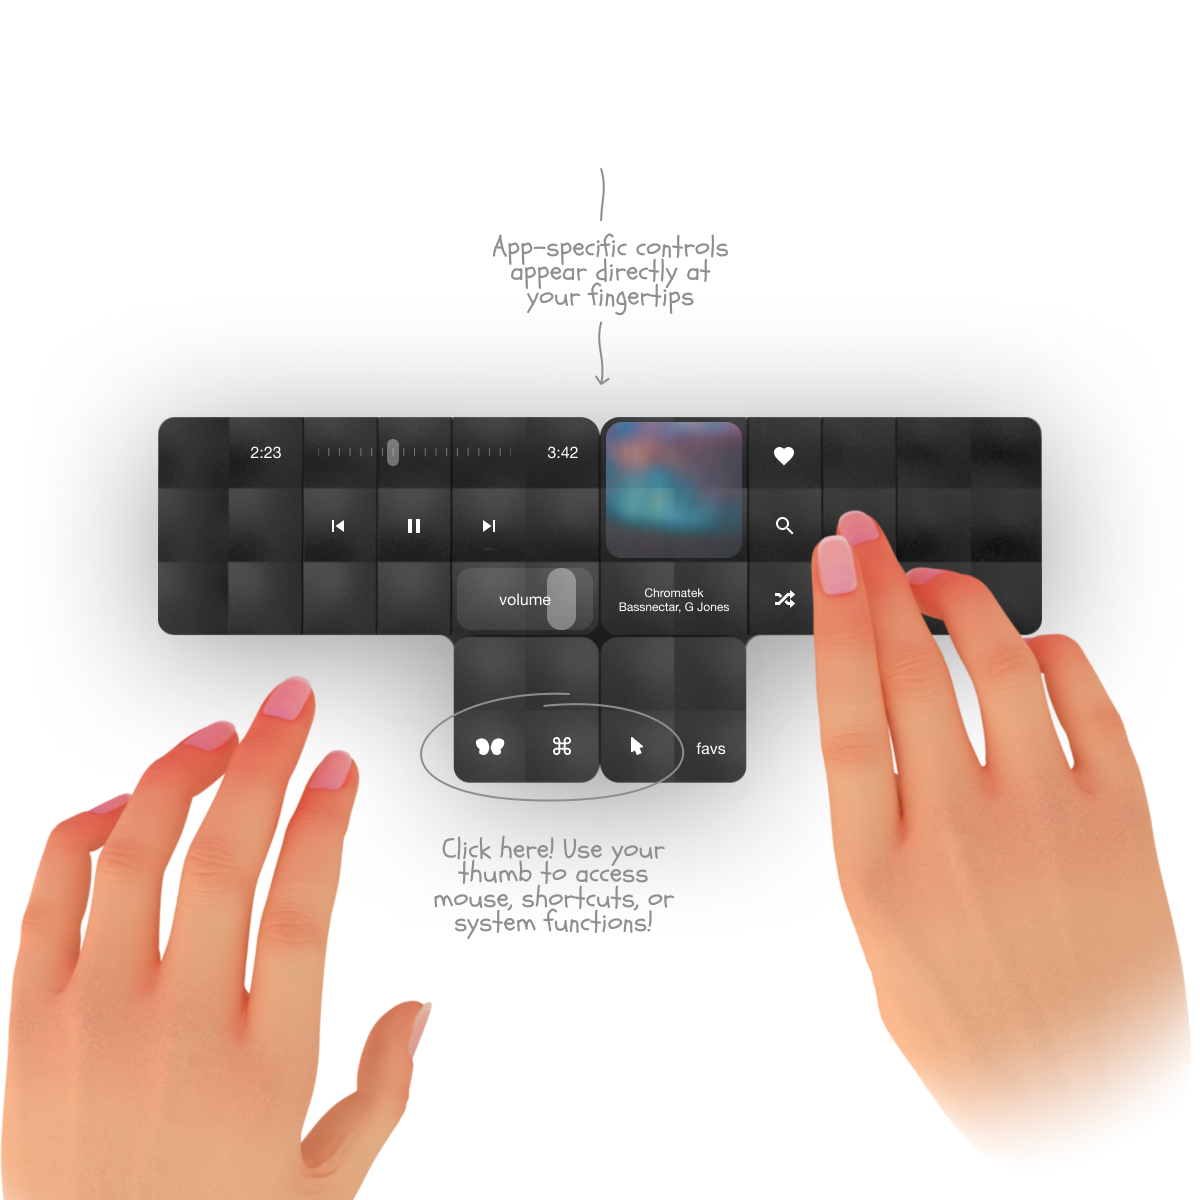 App-specific controls
appear directly at
your fingertips
2:23
3:42
volume
Chromatek
Bassnectar, G Jones
favs
Click here! Use your
thumb to access
mouse, shortcuts, or
system functions!